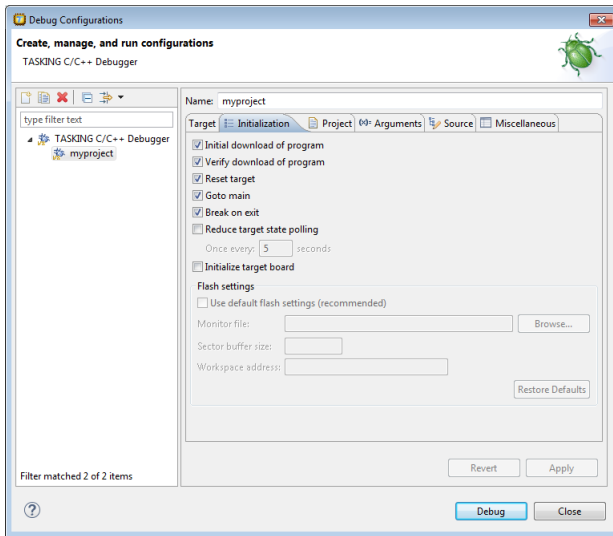 Debug Configurations
Create, manage, and run configurations
TASKING C/C++ Debugger
type filter text
TASKING C/C++ Debugger
myproject
Filter matched 2 of 2 items
Name: myproject
Target Initialization Project (x)= Arguments Source Miscellaneous
Initial download of program
Verify download of program
Reset target
Goto main
Break on exit
Reduce target state polling
Once every: 5 seconds
Initialize target board
Flash settings
Use default flash settings (recommended)
Monitor file: Browse...
Sector buffer size:
Workspace address:
Restore Defaults
Revert Apply
? Debug Close